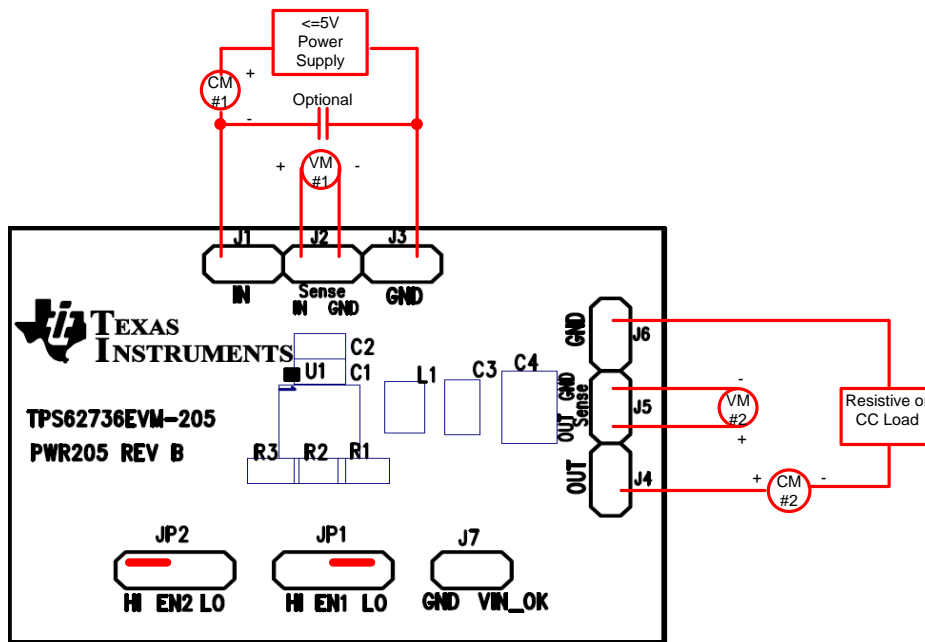 <=5V
Power
Supply
+
CM
#1
-
Optional
+
VM
#1
-
J1
J2
J3
IN
Sense
IN GND
GND
TEXAS
INSTRUMENTS
C2
U1
C1
L1
C3
C4
TPS62736EVM-205
PWR205 REV B
R3
R2
R1
GND
J6
OUT GND
Sense
J5
-
VM
#2
+
Resistive or
CC Load
OUT
J4
+
CM
#2
-
JP2
JP1
J7
HI EN2 LO
HI EN1 LO
GND VIN_OK